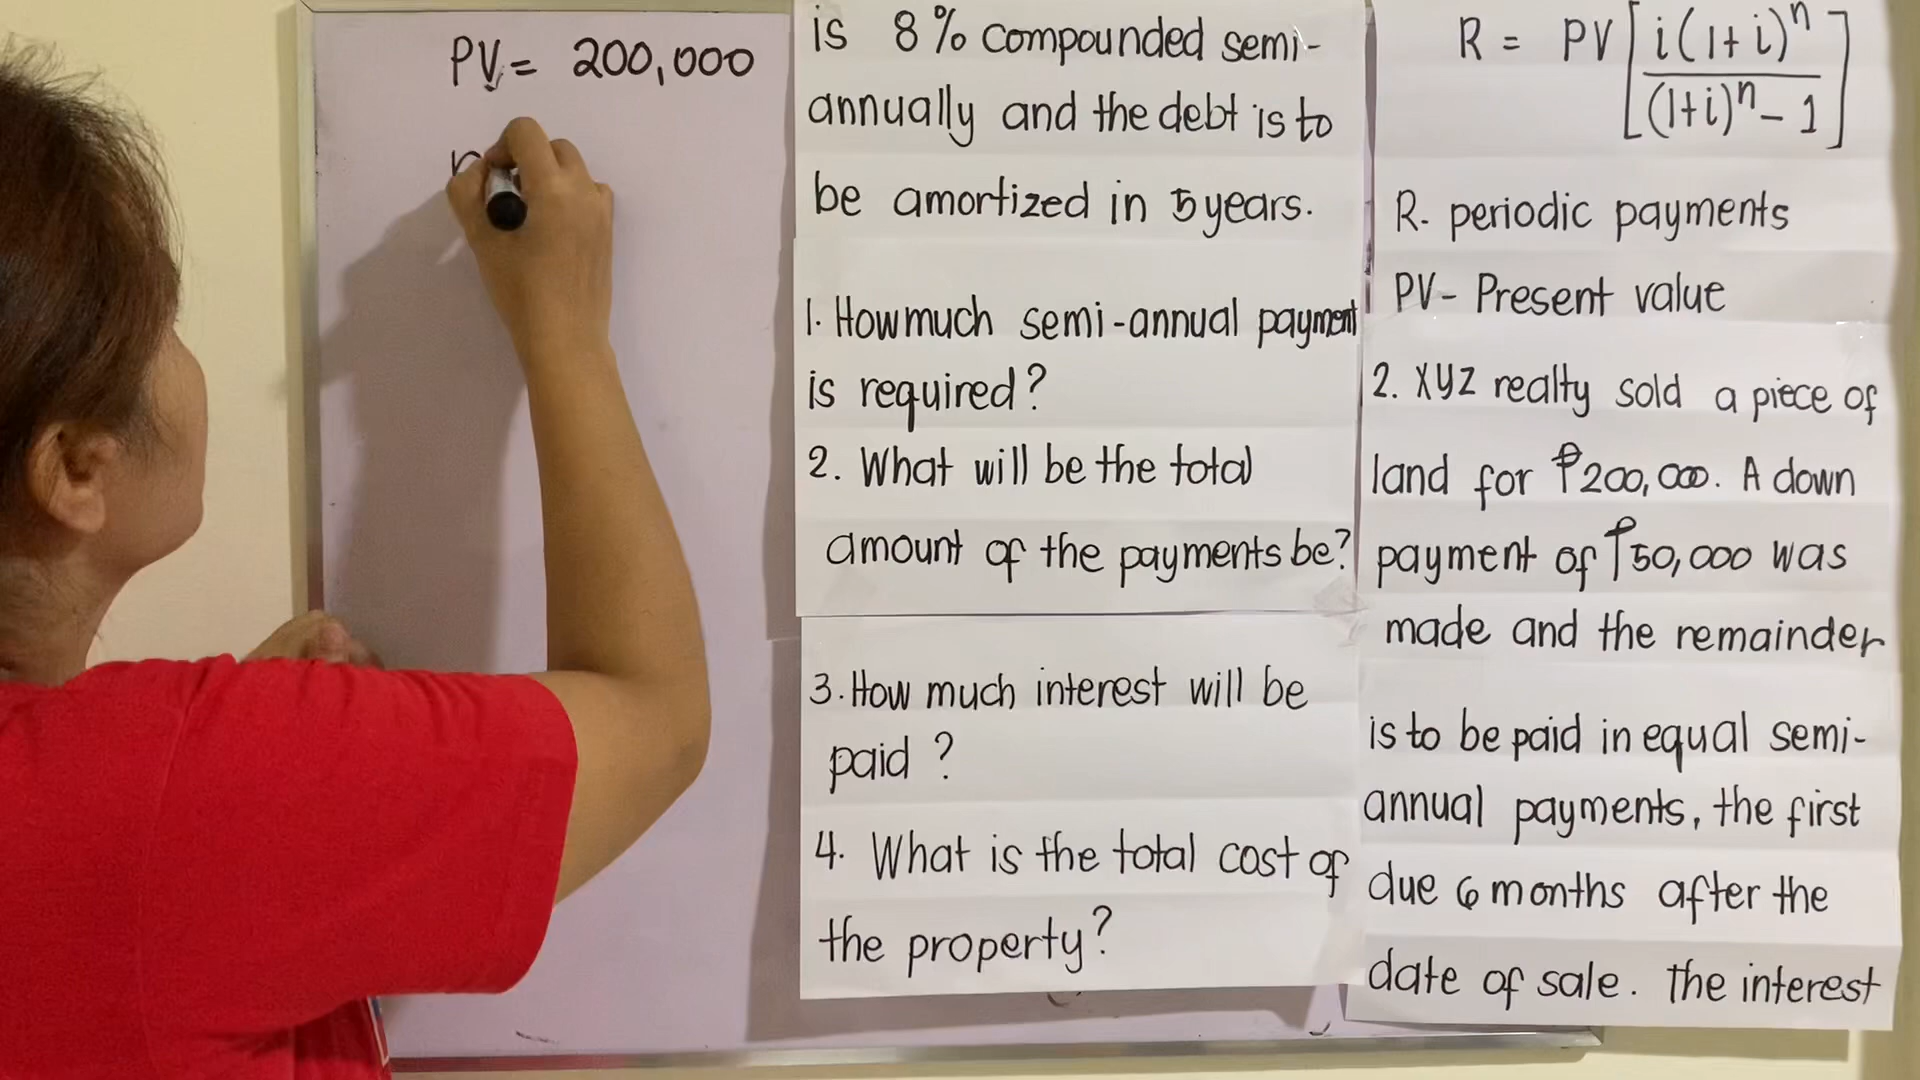 PV = 200,000
is 8% compounded semi-
annually and the debt is to
be amortized in 5 years.
1. How much semi-annual payment
is required?
2. What will be the total
amount of the payments be?
3. How much interest will be
paid ?
4. What is the total cost of
the property?
R = PV [ i(1+i)^n / (1+i)^n - 1 ]
R- periodic payments
PV- Present value
2. XYZ realty sold a piece of
land for ₱200,000. A down
payment of ₱50,000 was
made and the remainder
is to be paid in equal semi-
annual payments, the first
due 6 months after the
date of sale. The interest